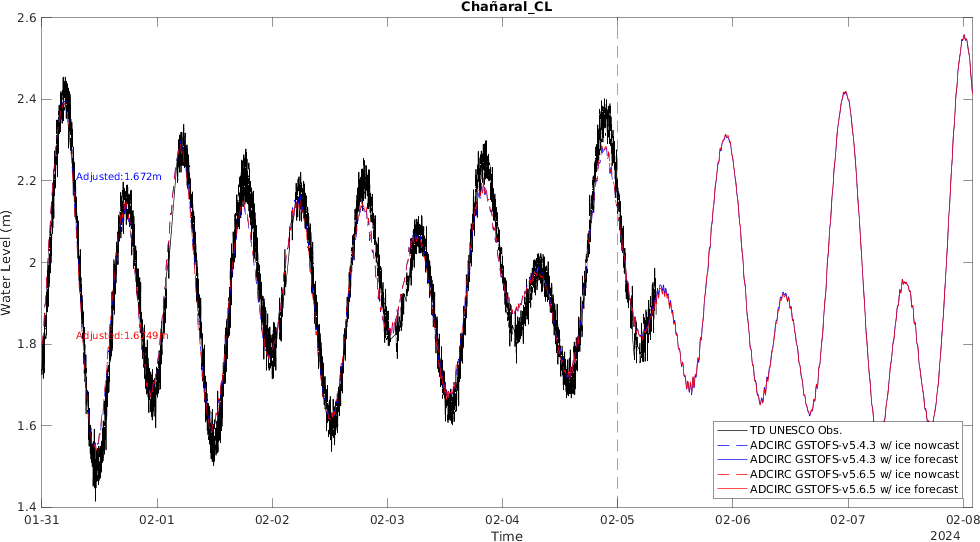 Chañaral_CL
2.6
2.4
2.2
2
1.8
1.6
1.4
Water Level (m)
Adjusted:1.672m
Adjusted:1.6749m
TD UNESCO Obs.
ADCIRC GSTOFS-v5.4.3 w/ ice nowcast
ADCIRC GSTOFS-v5.4.3 w/ ice forecast
ADCIRC GSTOFS-v5.6.5 w/ ice nowcast
ADCIRC GSTOFS-v5.6.5 w/ ice forecast
01-31 02-01 02-02 02-03 02-04 02-05 02-06 02-07 02-08
Time
2024